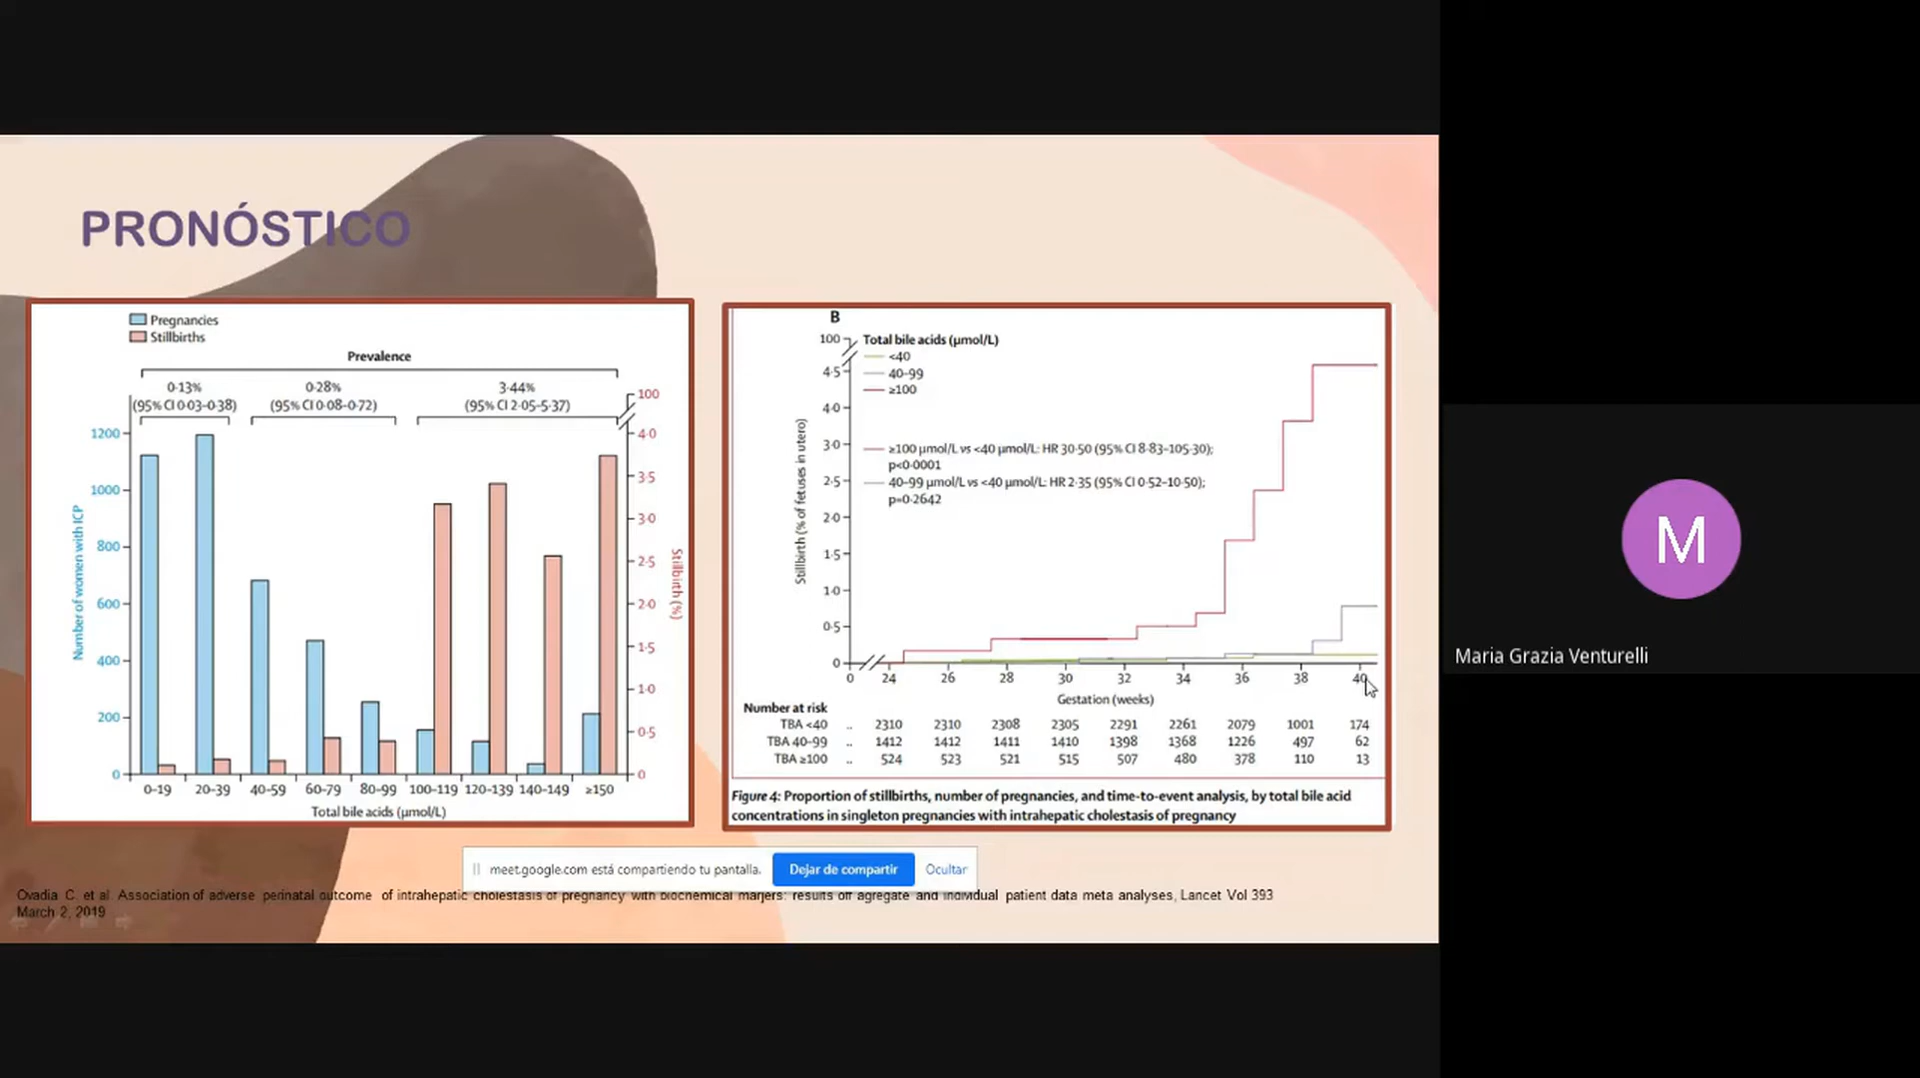 PRONÓSTICO
Pregnancies
Stillbirths
Prevalence
0·13%
(95% CI 0·03–0·38)
0·28%
(95% CI 0·08–0·72)
3·44%
(95% CI 2·05–5·37)
Number of women with ICP
1200
1000
800
600
400
200
0
100
4·0
3·5
3·0
2·5
2·0
1·5
1·0
0·5
0
Stillbirth (%)
0–19 20–39 40–59 60–79 80–99 100–119 120–139 140–149 ≥150
Total bile acids (µmol/L)
B
Total bile acids (µmol/L)
<40
40–99
≥100
≥100 µmol/L vs <40 µmol/L: HR 30·50 (95% CI 8·83–105·30);
p<0·0001
40–99 µmol/L vs <40 µmol/L: HR 2·35 (95% CI 0·52–10·50);
p=0·2642
Stillbirth (% of fetuses in utero)
100
4·5
4·0
3·0
2·5
2·0
1·5
1·0
0·5
0
0 24 26 28 30 32 34 36 38 40
Gestation (weeks)
Number at risk
TBA <40 .. 2310 2310 2308 2305 2291 2261 2079 1001 174
TBA 40–99 .. 1412 1412 1411 1410 1398 1368 1226 497 62
TBA ≥100 .. 524 523 521 515 507 480 378 110 13
Figure 4: Proportion of stillbirths, number of pregnancies, and time-to-event analysis, by total bile acid
concentrations in singleton pregnancies with intrahepatic cholestasis of pregnancy
meet.google.com está compartiendo tu pantalla. Dejar de compartir Ocultar
Ovadia C. et al. Association of adverse perinatal outcome of intrahepatic cholestasis of pregnancy with biochemical marjers: results off agregate and individual patient data meta analyses, Lancet Vol 393
March 2, 2019
M
Maria Grazia Venturelli